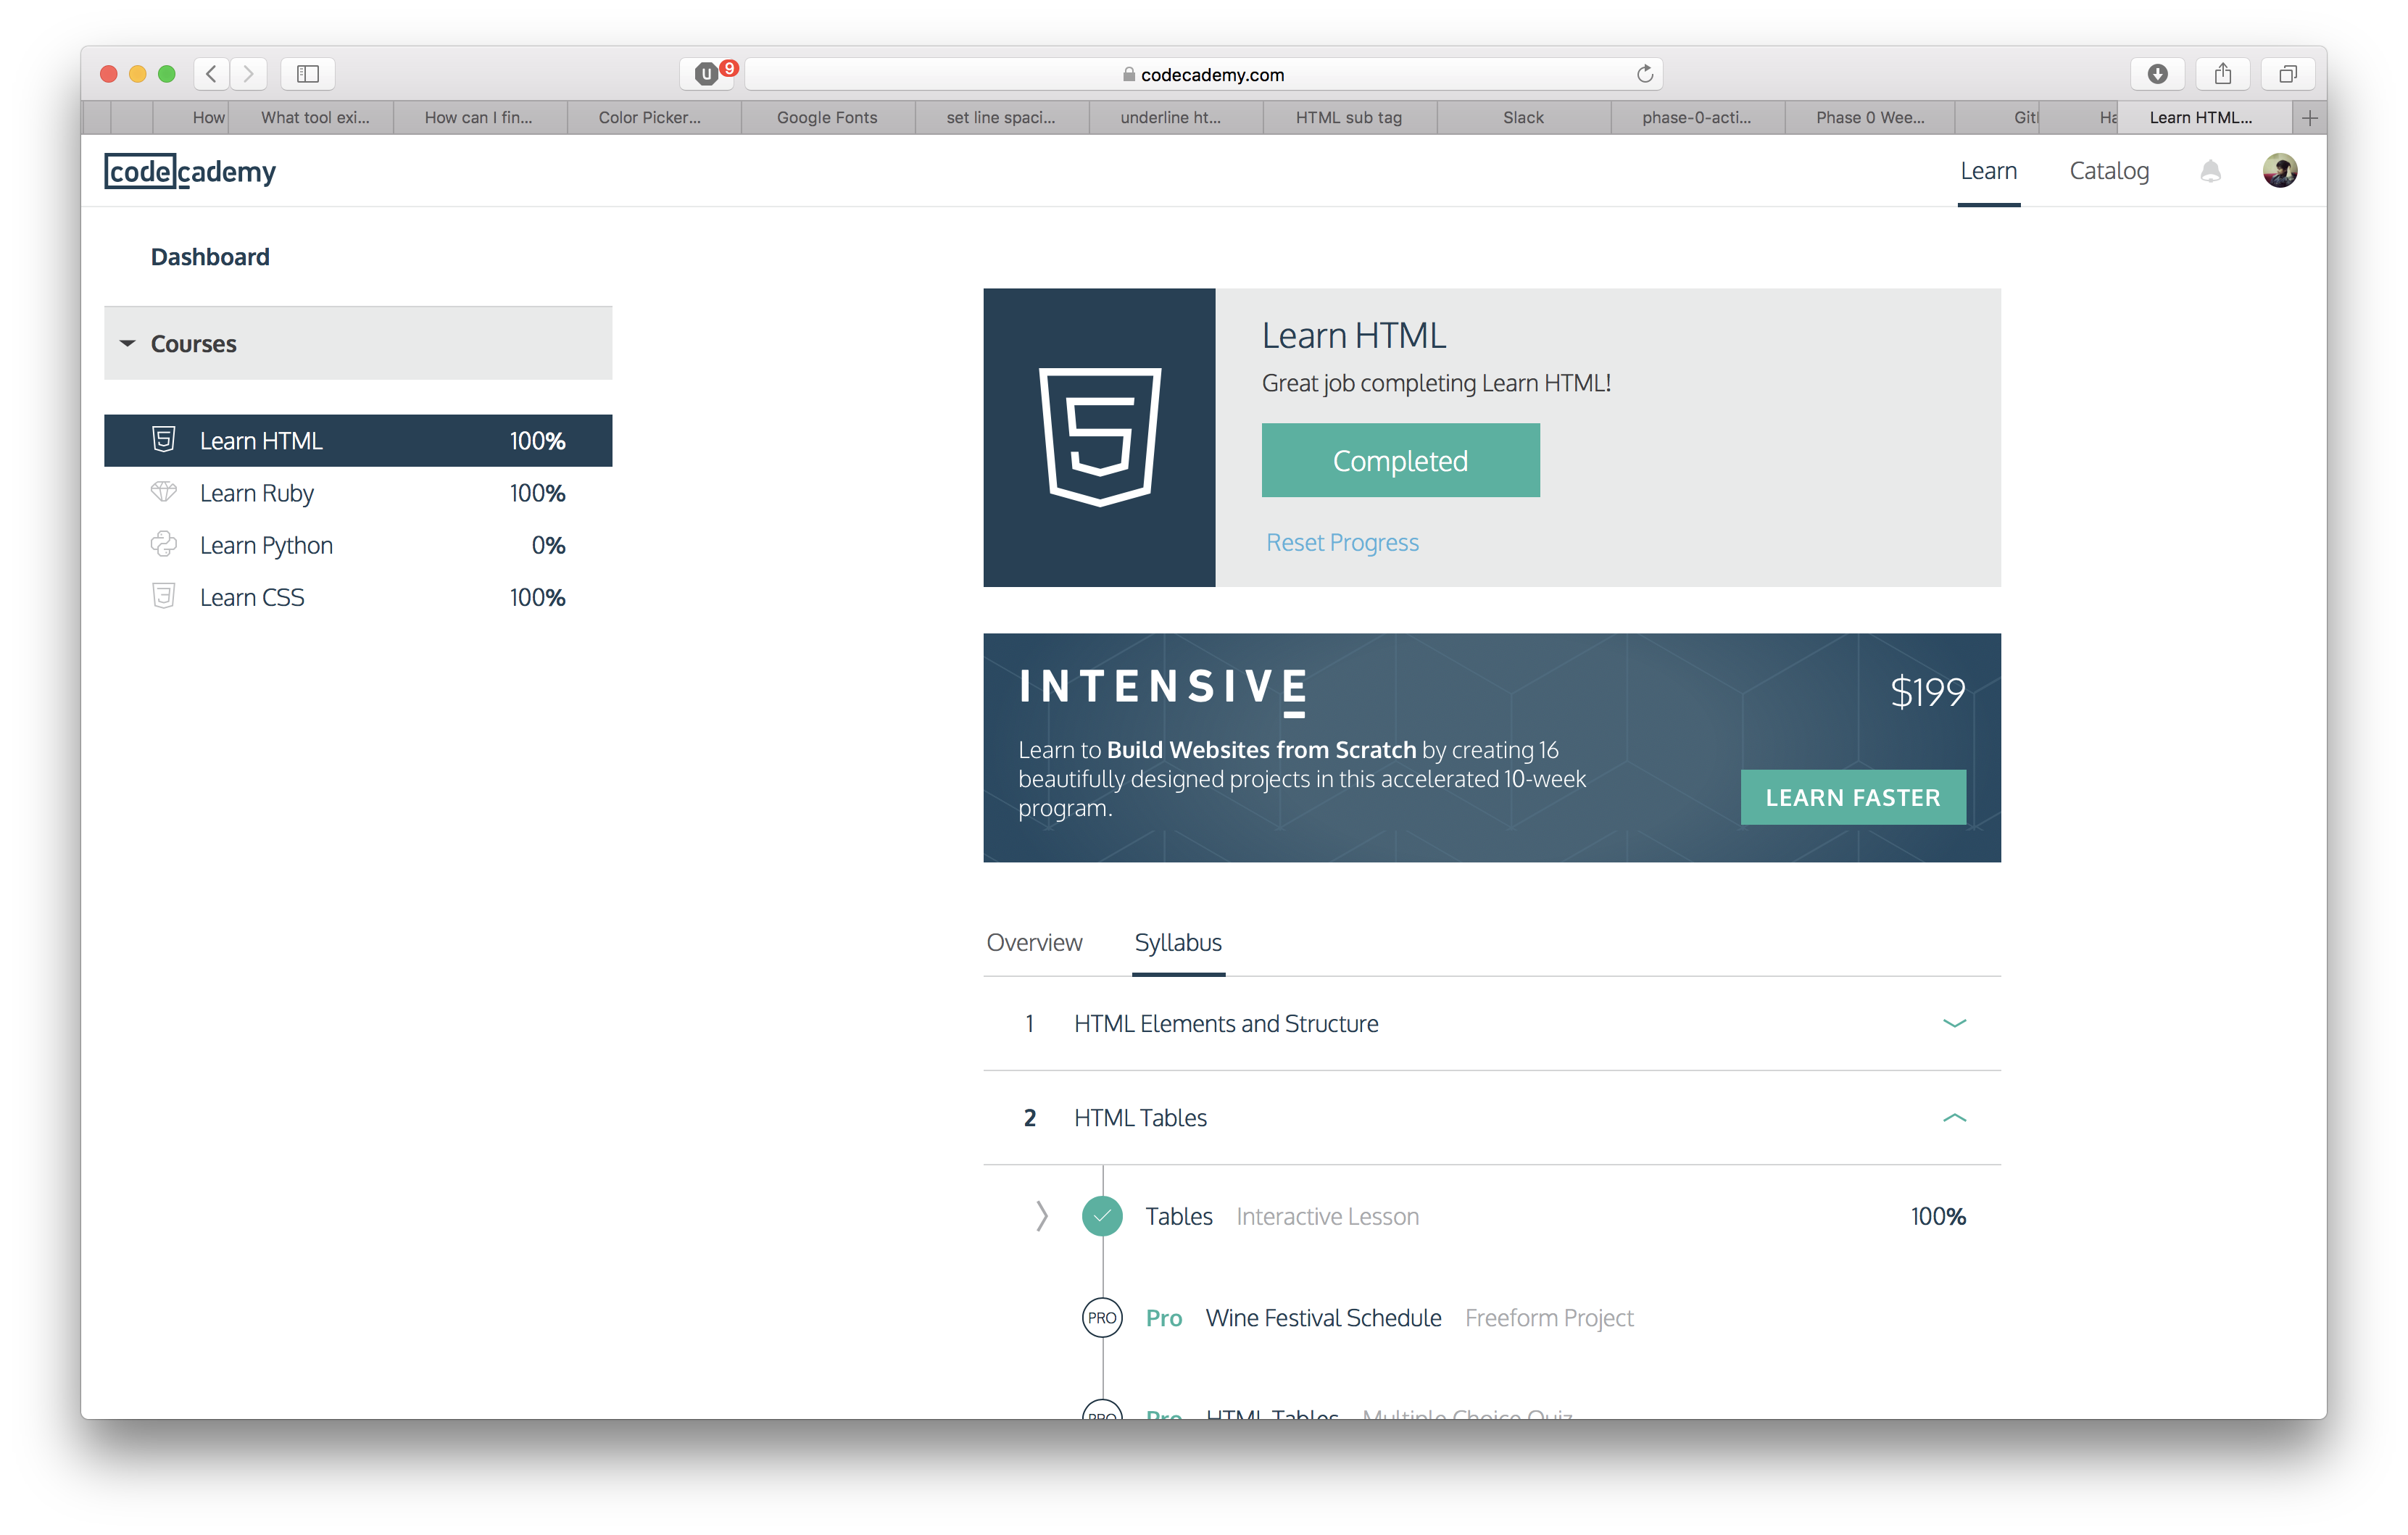 U 9
codecademy.com
How
What tool exi...
How can I fin...
Color Picker...
Google Fonts
set line spaci...
underline ht...
HTML sub tag
Slack
phase-0-acti...
Phase 0 Wee...
Learn HTML...
codecademy
Learn
Catalog
Dashboard
Courses
Learn HTML 100%
Learn Ruby 100%
Learn Python 0%
Learn CSS 100%
Learn HTML
Great job completing Learn HTML!
Completed
Reset Progress
INTENSIVE
$199
Learn to Build Websites from Scratch by creating 16
beautifully designed projects in this accelerated 10-week
program.
LEARN FASTER
Overview
Syllabus
1 HTML Elements and Structure
2 HTML Tables
Tables Interactive Lesson 100%
PRO Pro Wine Festival Schedule Freeform Project
PRO Pro HTML Tables Multiple Choice Quiz